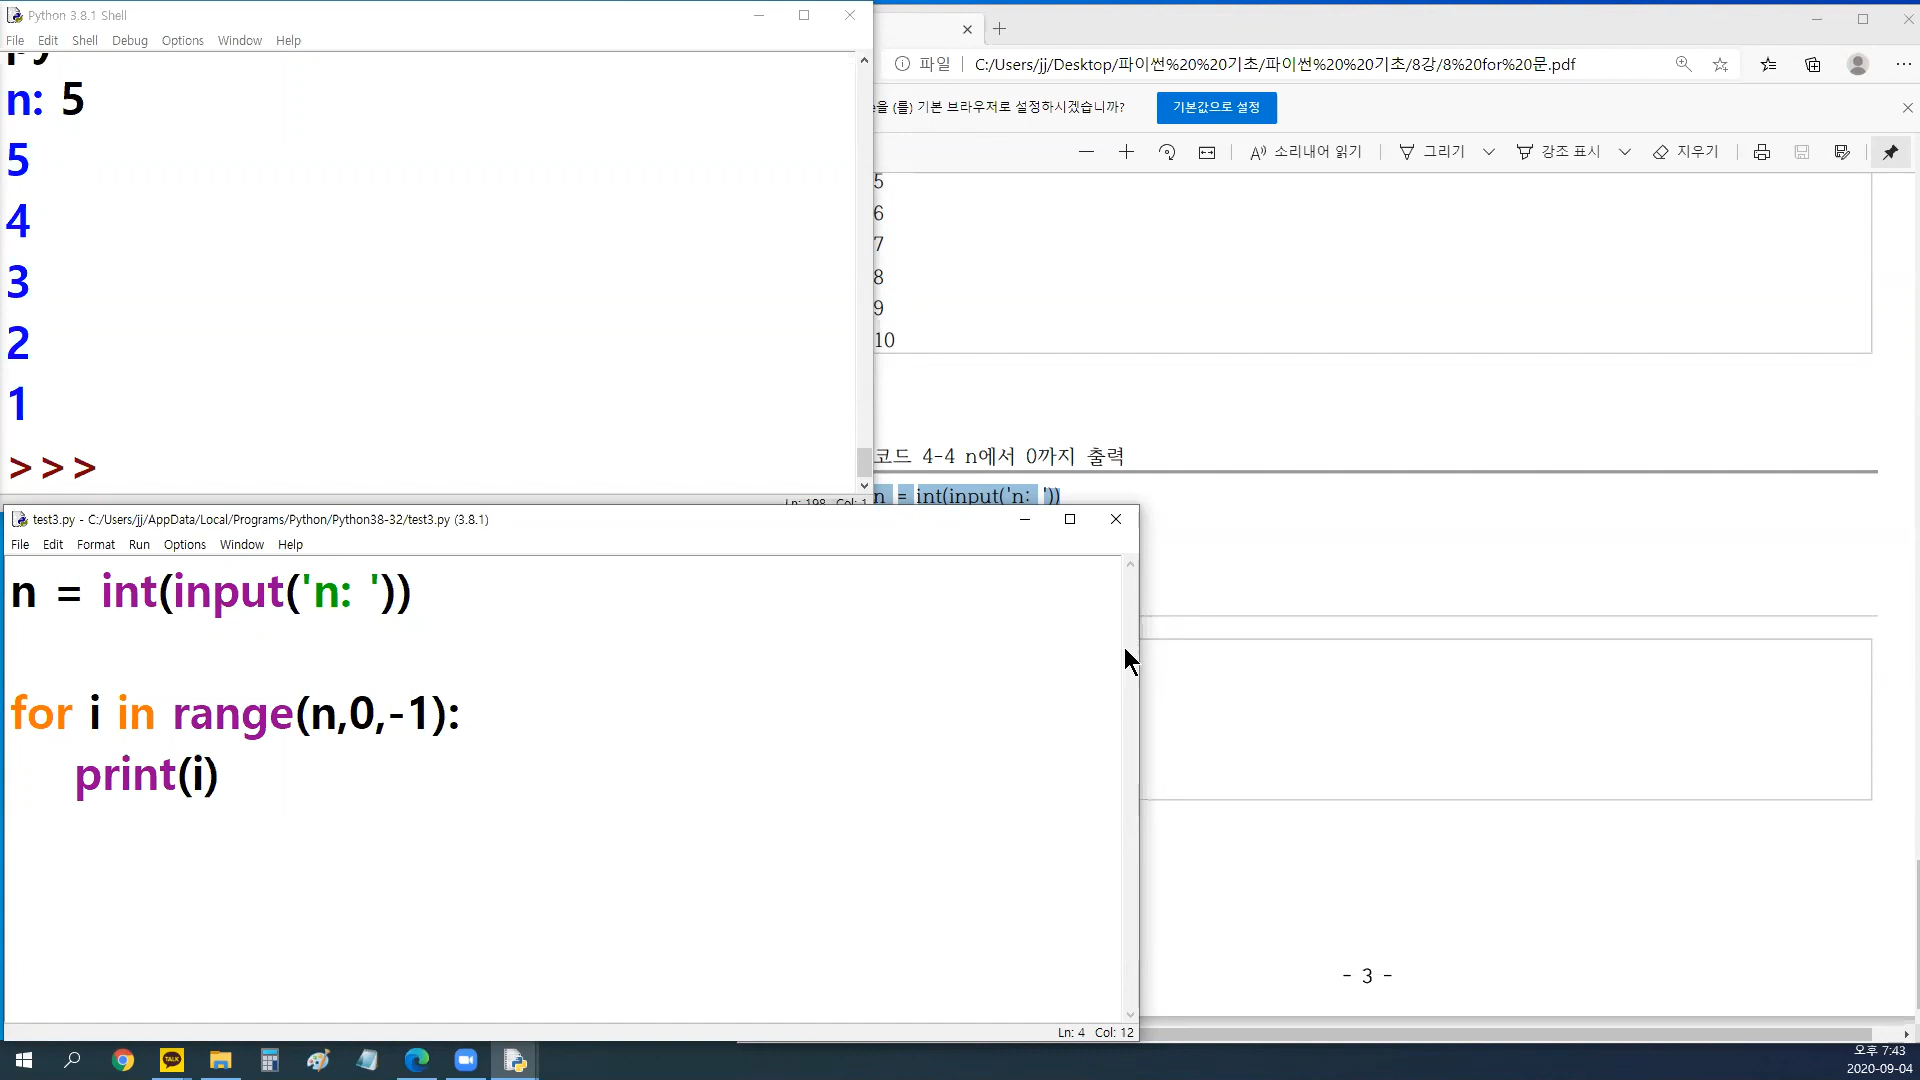 Python 3.8.1 Shell
File Edit Shell Debug Options Window Help
py
n: 5
5
4
3
2
1
>>>
파일 C:/Users/jj/Desktop/파이썬%20%20기초/파이썬%20%20기초/8강/8%20for%20문.pdf
을 (를) 기본 브라우저로 설정하시겠습니까? 기본값으로 설정
소리내어 읽기 그리기 강조 표시 지우기
5
6
7
8
9
10
코드 4-4 n에서 0까지 출력
n = int(input('n: '))
Ln: 198 Col: 1
test3.py - C:/Users/jj/AppData/Local/Programs/Python/Python38-32/test3.py (3.8.1)
File Edit Format Run Options Window Help
n = int(input('n: '))
for i in range(n,0,-1):
print(i)
Ln: 4 Col: 12
- 3 -
TALK
오후 7:43
2020-09-04